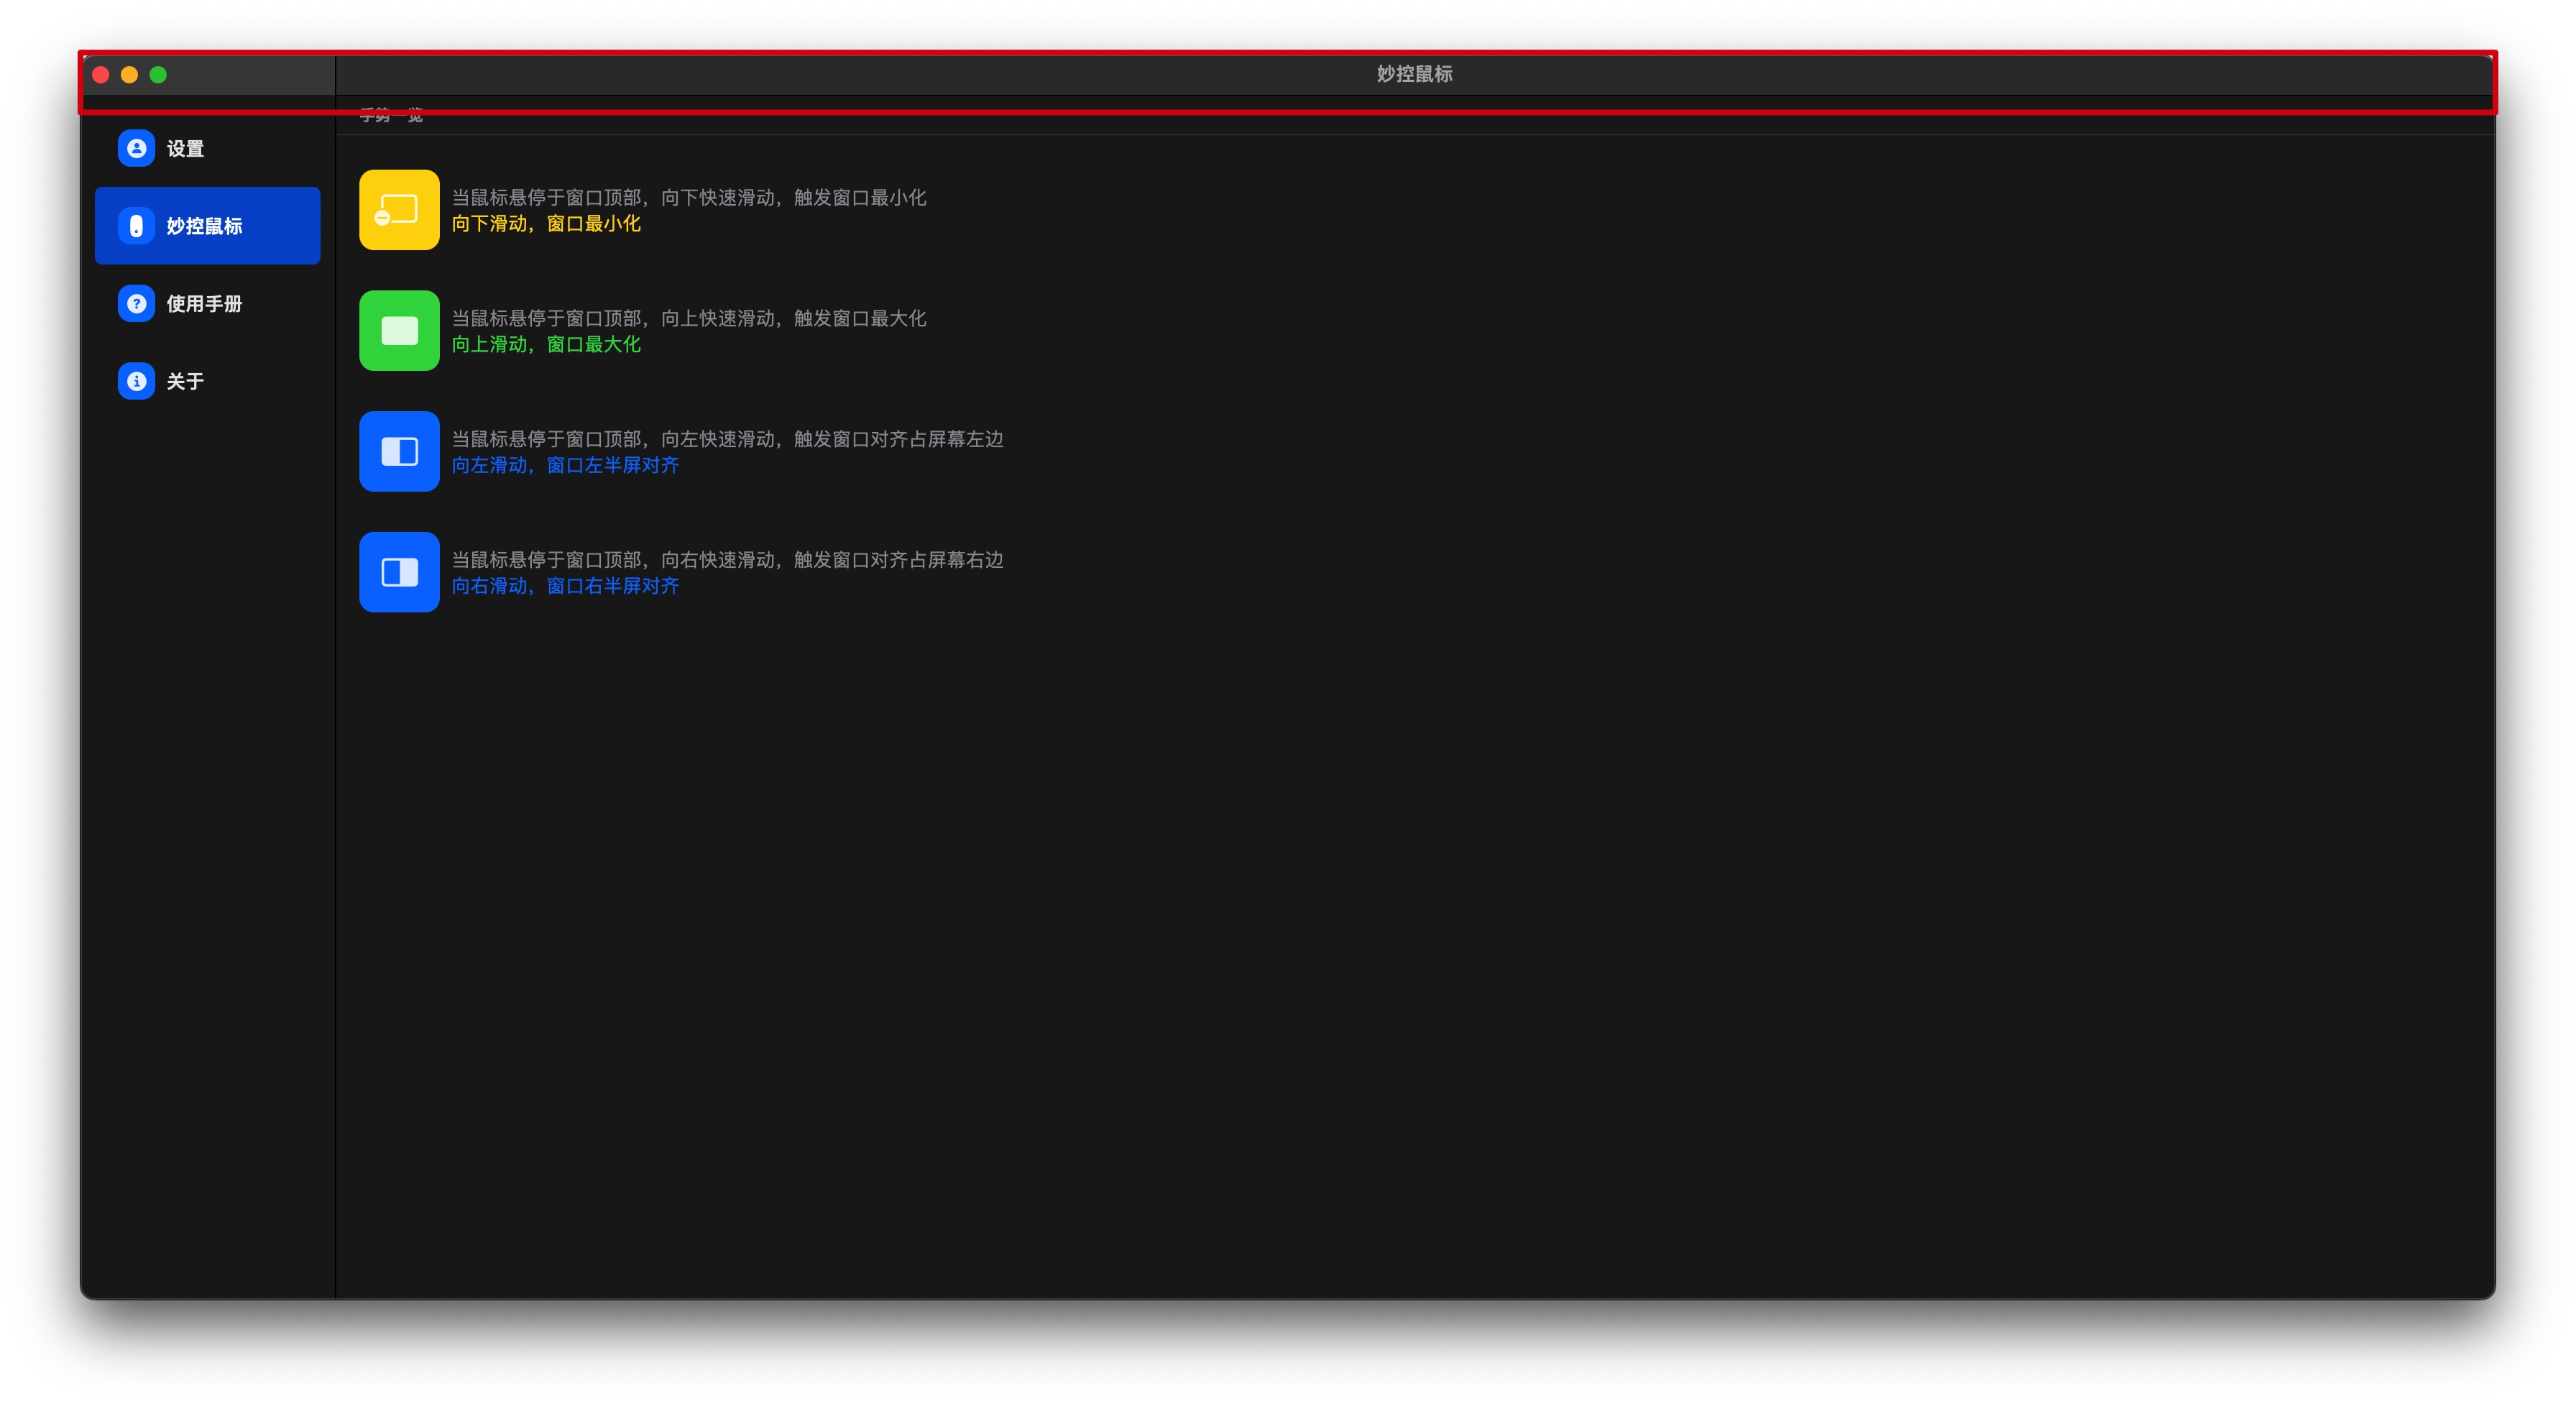 妙控鼠标
手势一览
设置
妙控鼠标
使用手册
关于
当鼠标悬停于窗口顶部，向下快速滑动，触发窗口最小化
向下滑动，窗口最小化
当鼠标悬停于窗口顶部，向上快速滑动，触发窗口最大化
向上滑动，窗口最大化
当鼠标悬停于窗口顶部，向左快速滑动，触发窗口对齐占屏幕左边
向左滑动，窗口左半屏对齐
当鼠标悬停于窗口顶部，向右快速滑动，触发窗口对齐占屏幕右边
向右滑动，窗口右半屏对齐